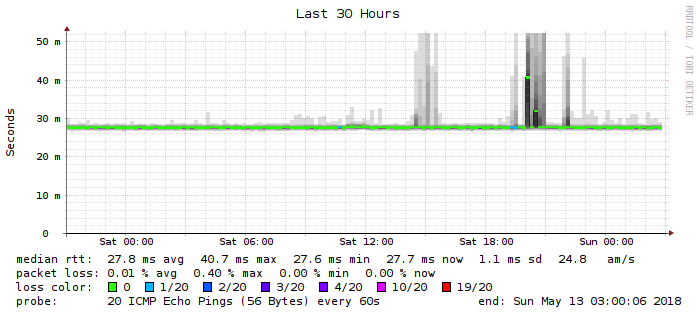 Last 30 Hours
RRDTOOL / TOBI OETIKER
Seconds
50 m
40 m
30 m
20 m
10 m
0
Sat 00:00 Sat 06:00 Sat 12:00 Sat 18:00 Sun 00:00
median rtt: 27.8 ms avg 40.7 ms max 27.6 ms min 27.7 ms now 1.1 ms sd 24.8 am/s
packet loss: 0.01 % avg 0.40 % max 0.00 % min 0.00 % now
loss color: 0 1/20 2/20 3/20 4/20 10/20 19/20
probe: 20 ICMP Echo Pings (56 Bytes) every 60s end: Sun May 13 03:00:06 2018